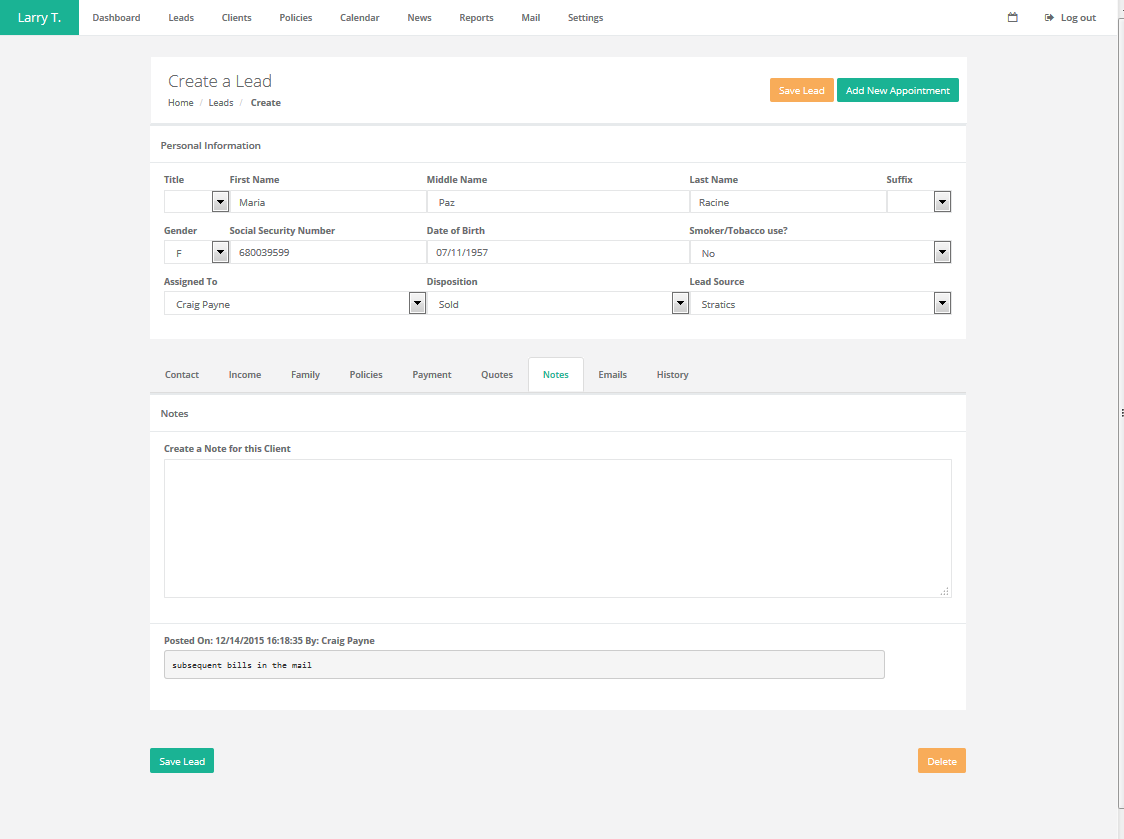 Larry T. Dashboard Leads Clients Policies Calendar News Reports Mail Settings Log out
Create a Lead
Home / Leads / Create
Save Lead Add New Appointment
Personal Information
Title First Name Middle Name Last Name Suffix
Maria Paz Racine
Gender Social Security Number Date of Birth Smoker/Tobacco use?
F 680039599 07/11/1957 No
Assigned To Disposition Lead Source
Craig Payne Sold Stratics
Contact Income Family Policies Payment Quotes Notes Emails History
Notes
Create a Note for this Client
Posted On: 12/14/2015 16:18:35 By: Craig Payne
subsequent bills in the mail
Save Lead Delete